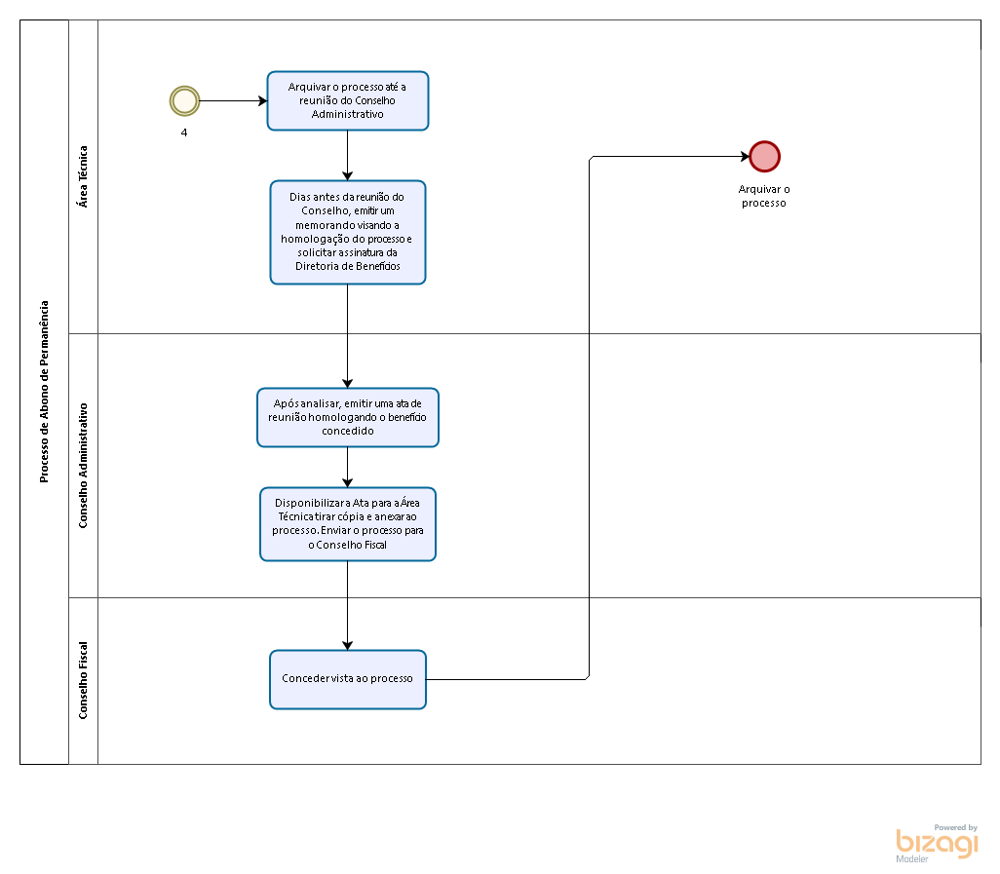 Processo de Abono de Permanência
Área Técnica
4
Arquivar o processo até a
reunião do Conselho
Administrativo
Dias antes da reunião do
Conselho, emitir um
memorando visando a
homologação do processo e
solicitar assinatura da
Diretoria de Benefícios
Arquivar o
processo
Conselho Administrativo
Após analisar, emitir uma ata de
reunião homologando o benefício
concedido
Disponibilizar a Ata para a Área
Técnica tirar cópia e anexar ao
processo. Enviar o processo para
o Conselho Fiscal
Conselho Fiscal
Conceder vista ao processo
Powered by
bizagi
Modeler